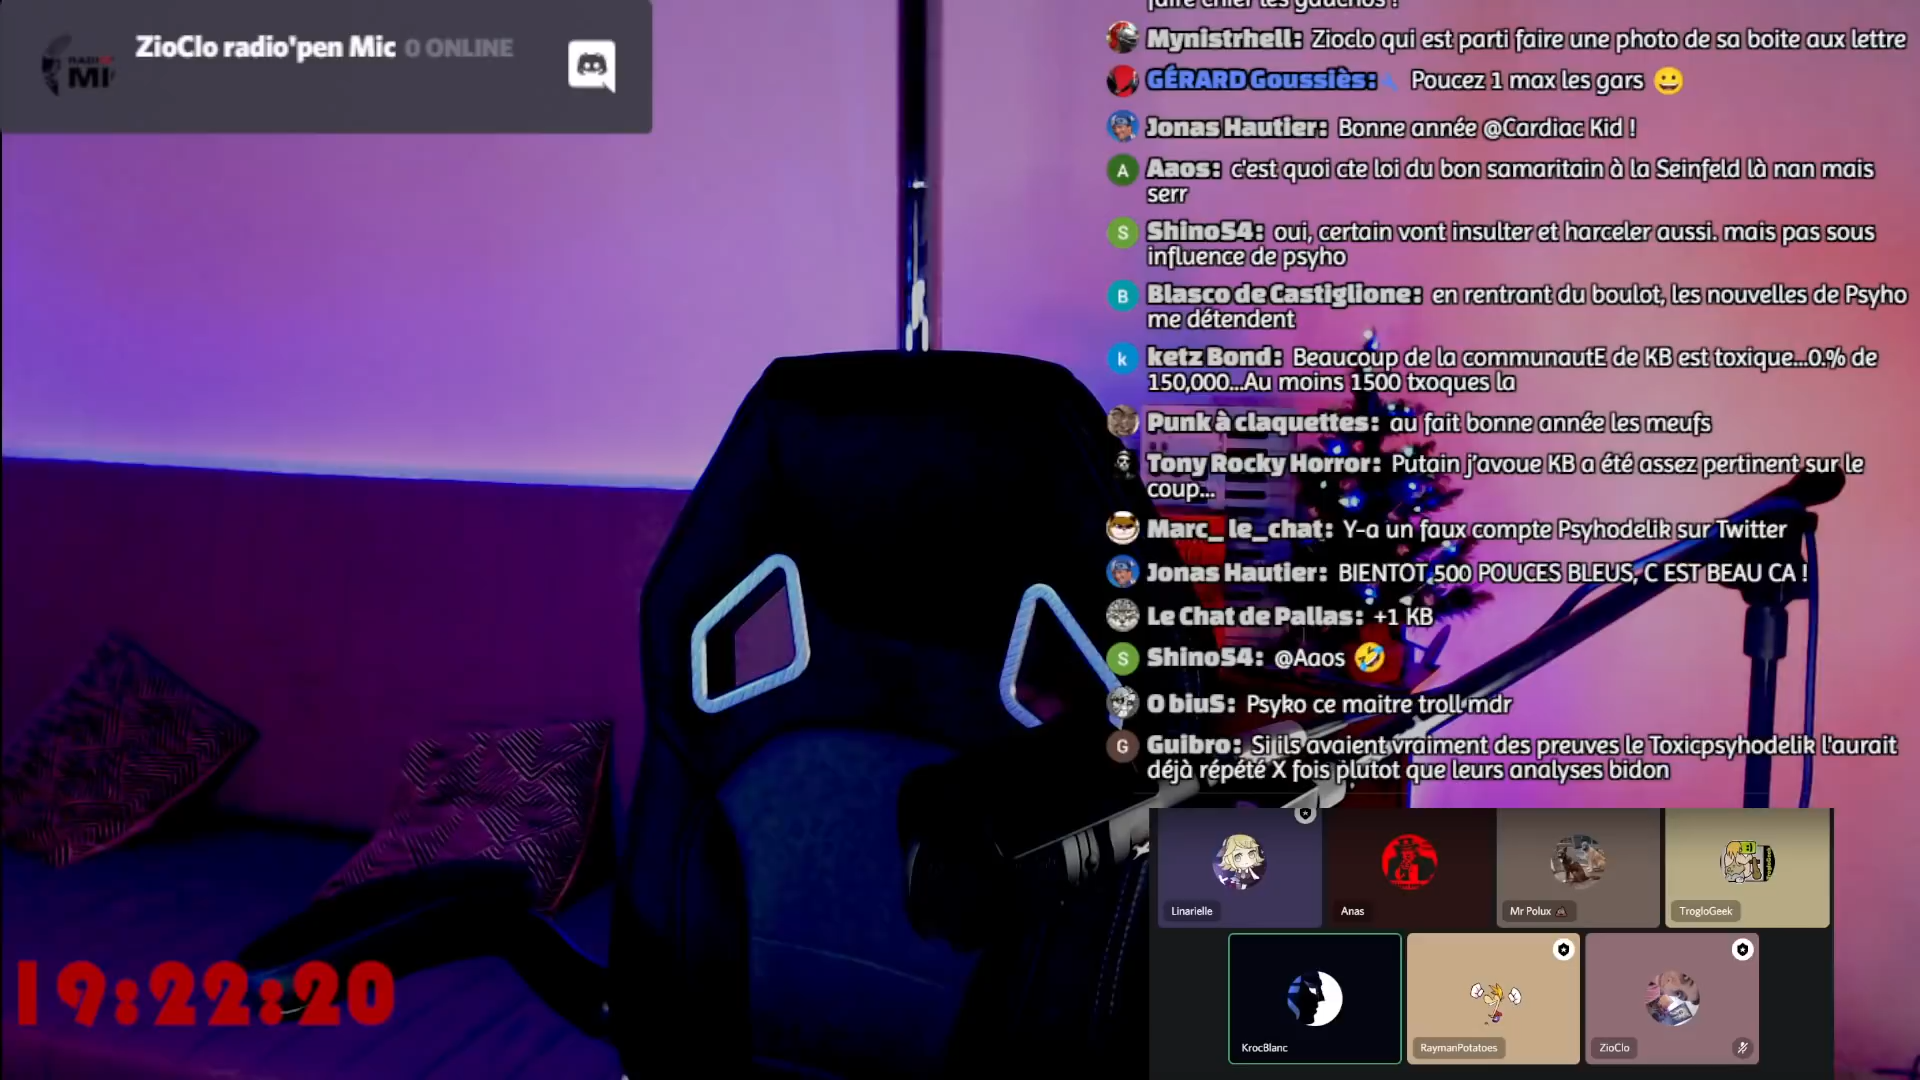 ZioClo radio'pen Mic 0 ONLINE
MI
faire chier les gauchos !
Mynistrhell: Zioclo qui est parti faire une photo de sa boite aux lettre
GÉRARD Goussiès: Poucez 1 max les gars 😀
Jonas Hautier: Bonne année @Cardiac Kid !
A Aaos: c'est quoi cte loi du bon samaritain à la Seinfeld là nan mais
serr
S Shino54: oui, certain vont insulter et harceler aussi. mais pas sous
influence de psyho
B Blasco de Castiglione: en rentrant du boulot, les nouvelles de Psyho
me détendent
k ketz Bond: Beaucoup de la communautE de KB est toxique...0.% de
150,000...Au moins 1500 txoques la
Punk à claquettes: au fait bonne année les meufs
Tony Rocky Horror: Putain j'avoue KB a été assez pertinent sur le
coup...
Marc_ le_chat: Y-a un faux compte Psyhodelik sur Twitter
Jonas Hautier: BIENTOT 500 POUCES BLEUS, C EST BEAU CA !
Le Chat de Pallas: +1 KB
S Shino54: @Aaos 🤣
O biuS: Psyko ce maitre troll mdr
G Guibro: Si ils avaient vraiment des preuves le Toxicpsyhodelik l'aurait
déjà répété X fois plutot que leurs analyses bidon
Linarielle
Anas
Mr Polux
TrogloGeek
KrocBlanc
RaymanPotatoes
ZioClo
19:22:20